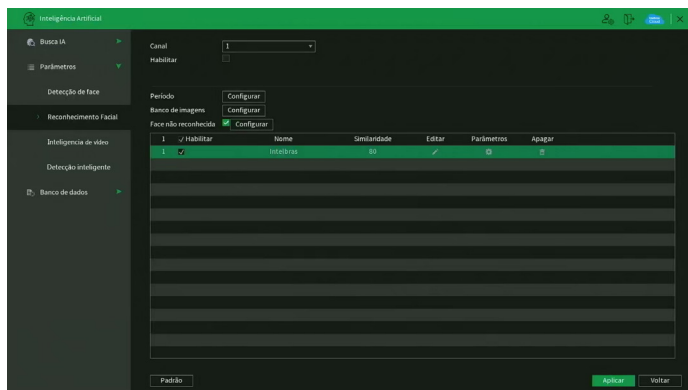 Inteligência Artificial
Busca IA
Parâmetros
Detecção de face
Reconhecimento Facial
Inteligencia de vídeo
Detecção inteligente
Banco de dados
Canal 1
Habilitar
Período Configurar
Banco de imagens Configurar
Face não reconhecida Configurar
1 Habilitar Nome Similaridade Editar Parâmetros Apagar
1 Intelbras 80
Padrão Aplicar Voltar